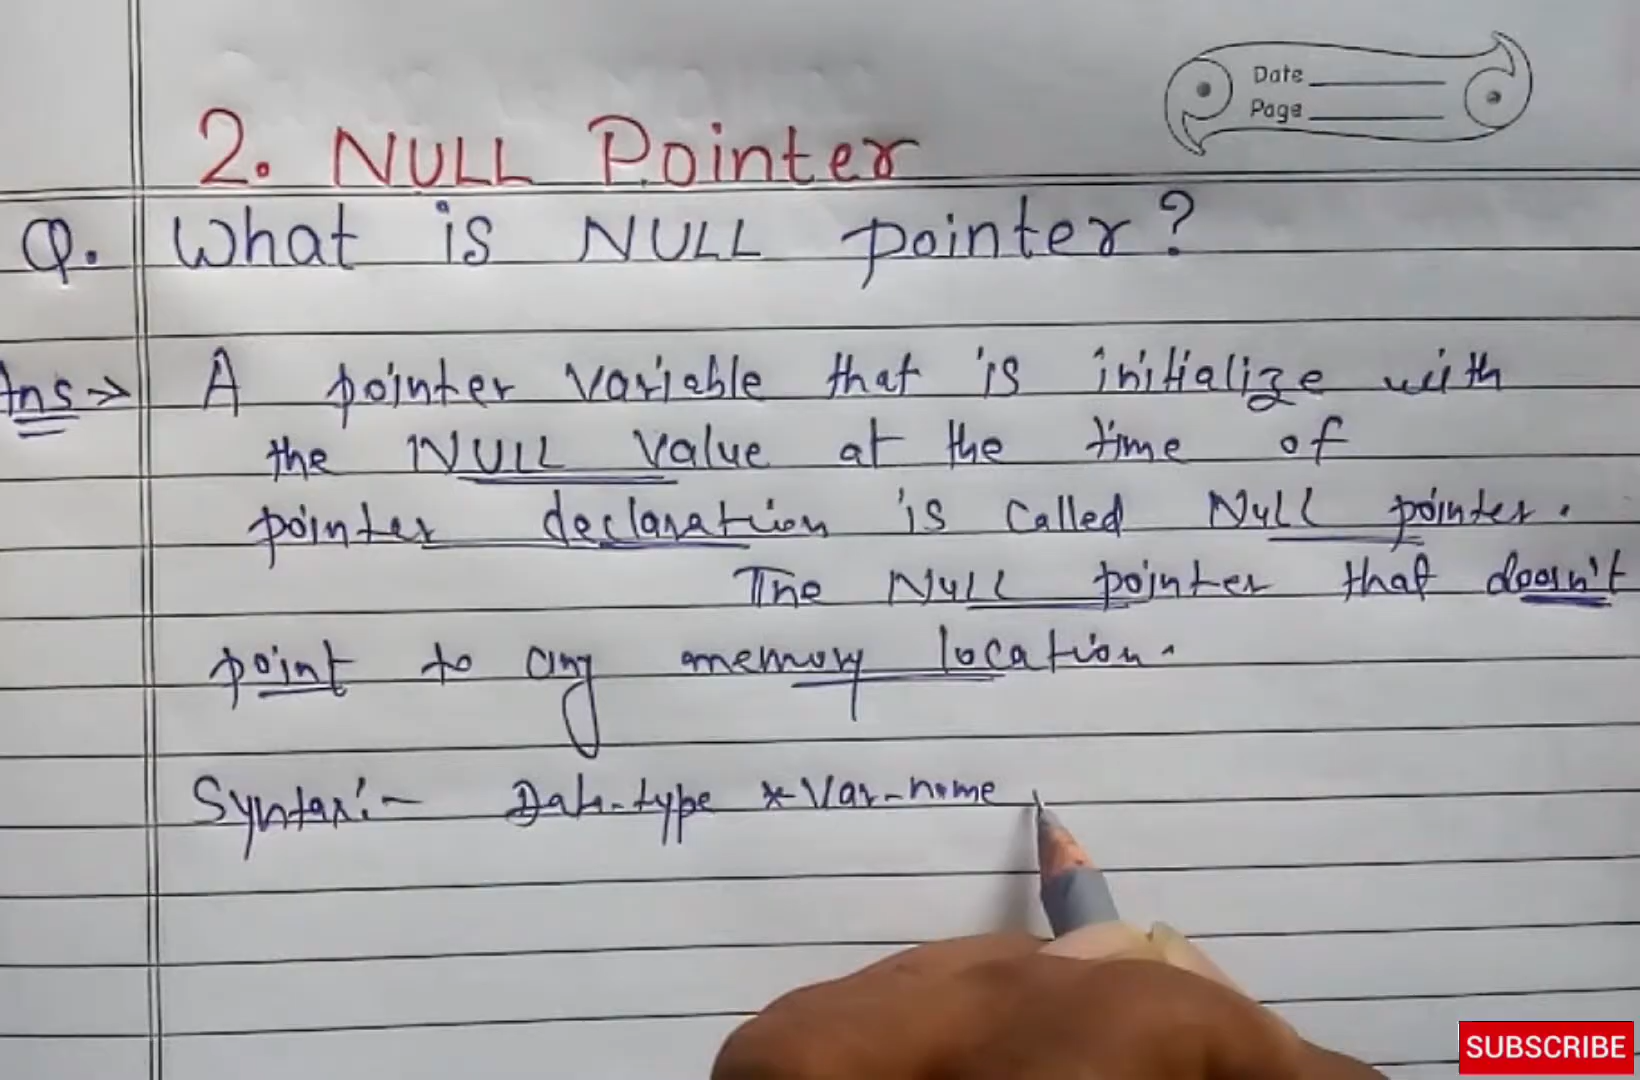 Date
Page
2. NULL Pointer
Q. What is NULL pointer?
Ans → A pointer variable that is initialize with
the NULL value at the time of
pointer declaration is called NULL pointer.
The NULL pointer that doesn't
point to any memory location.
Syntax:- Data-type *Var-name
SUBSCRIBE